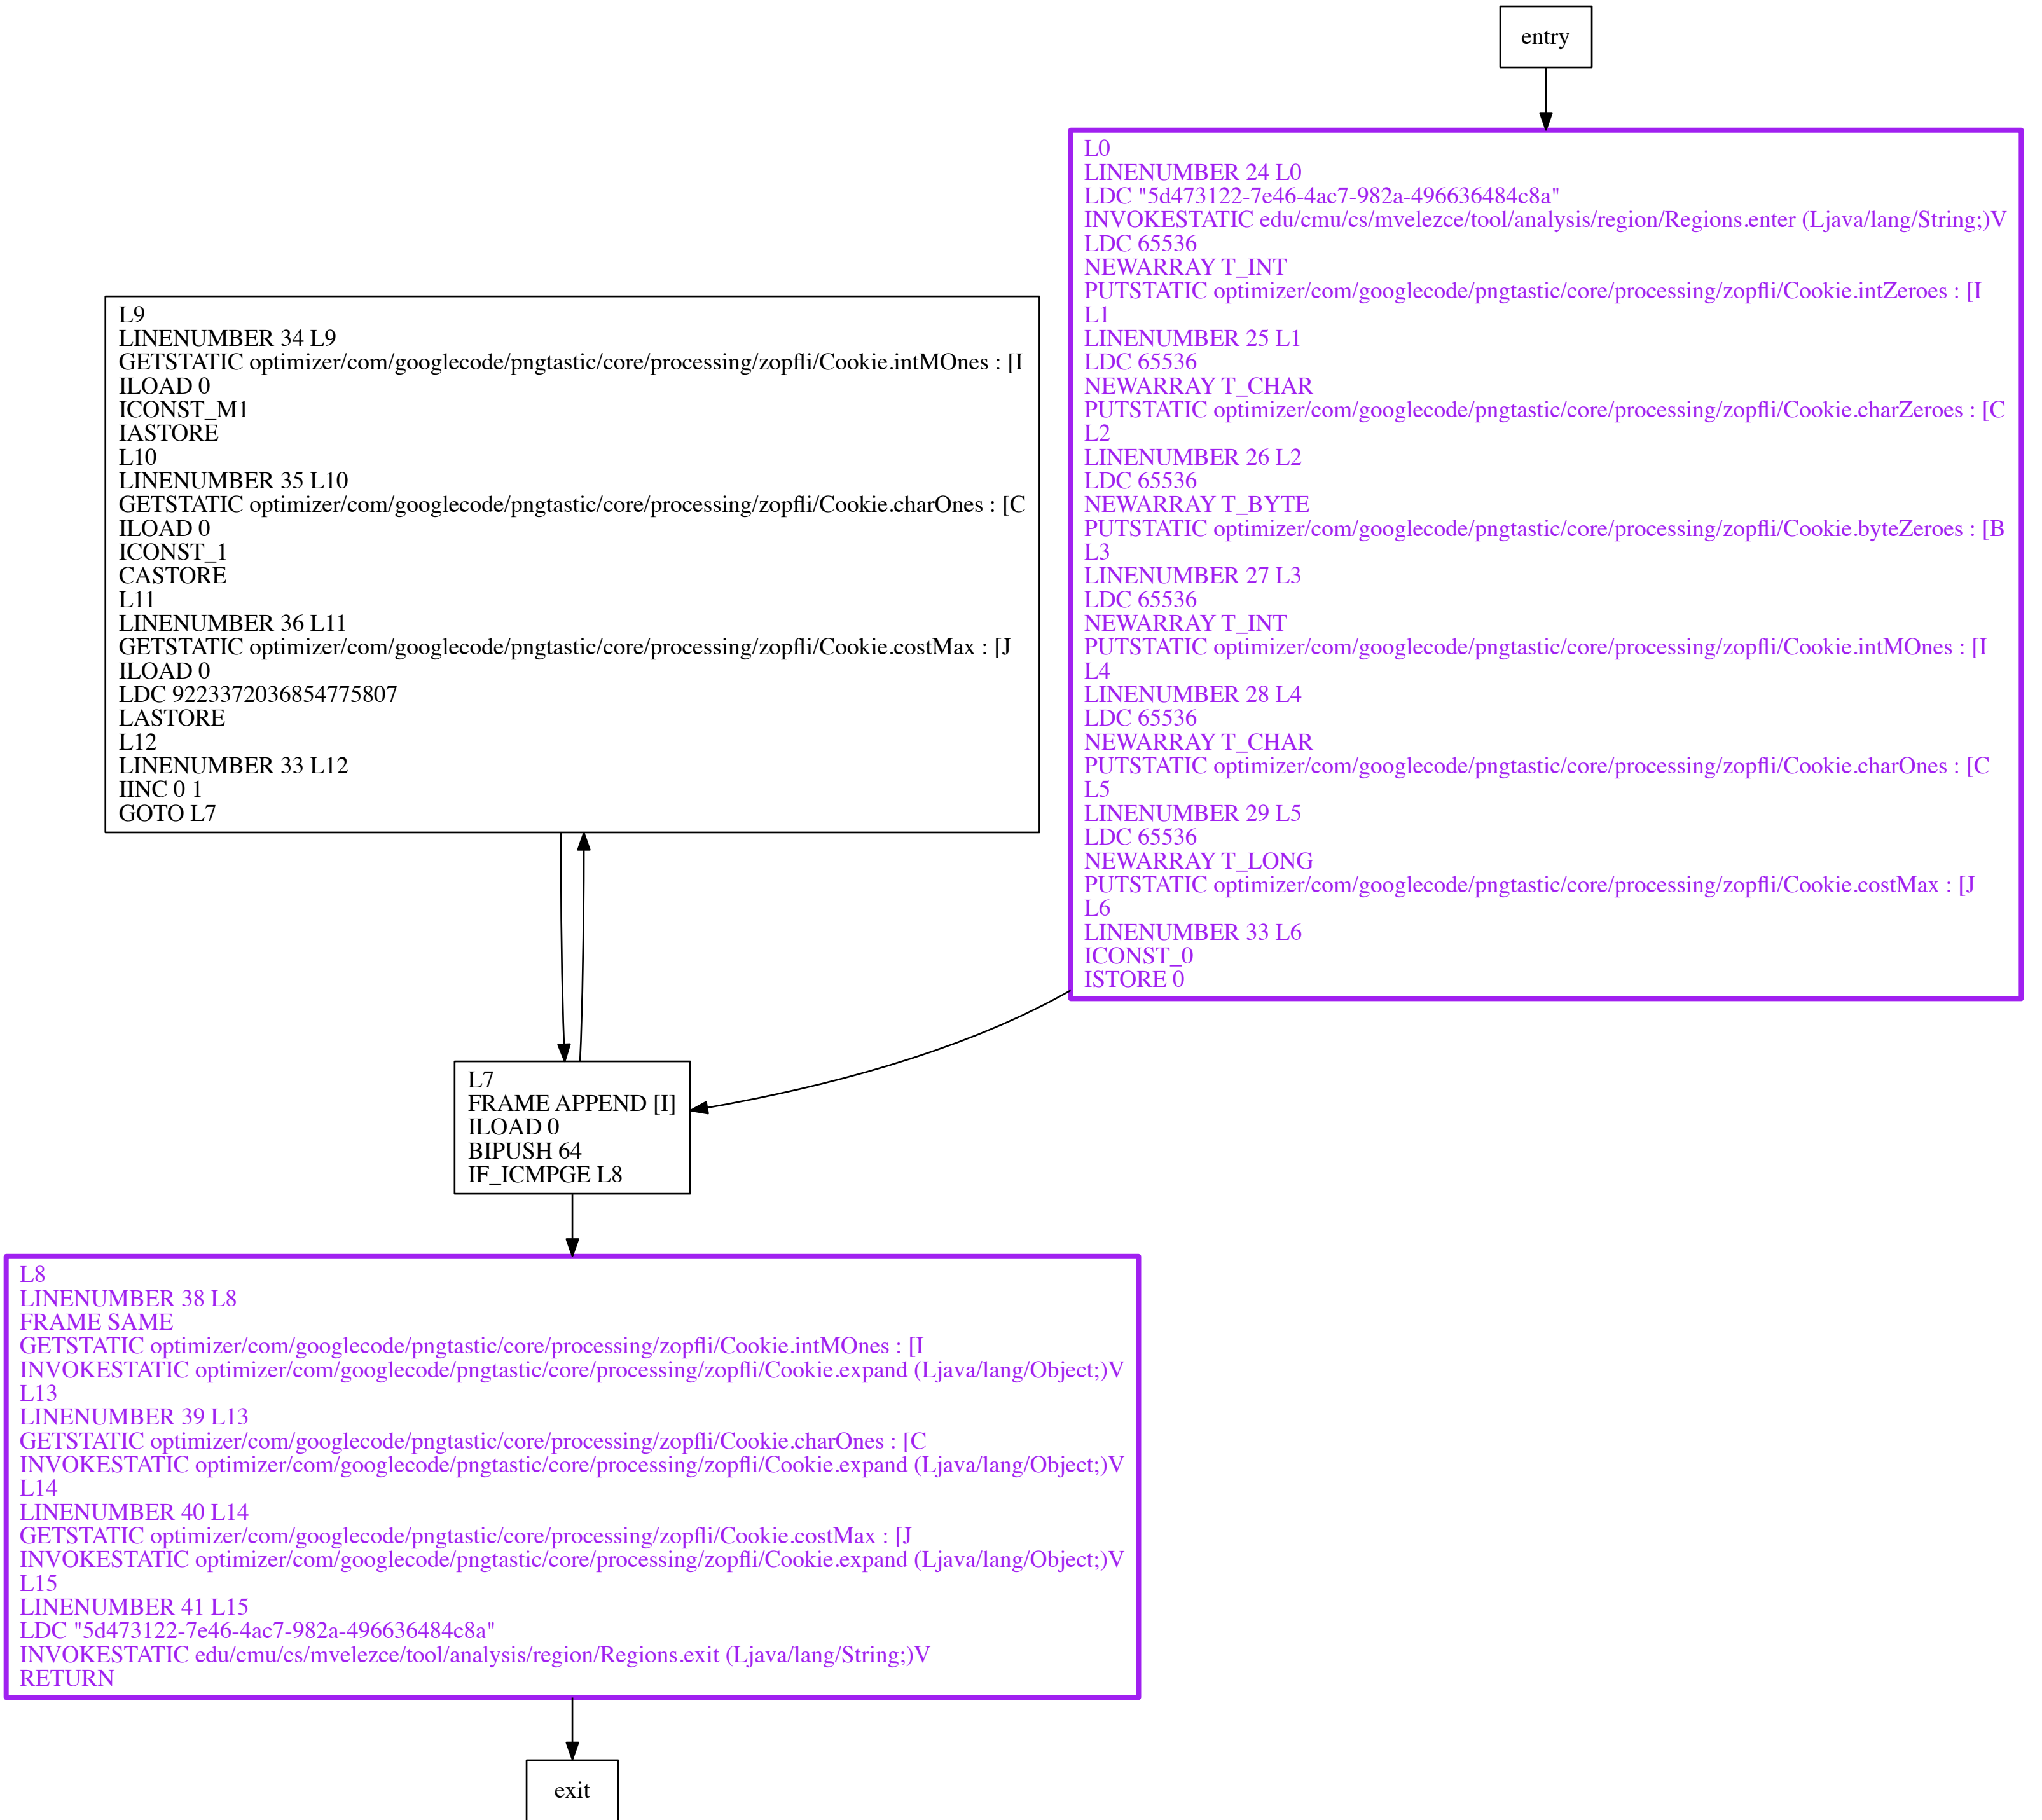 entry
L0
LINENUMBER 24 L0
LDC "5d473122-7e46-4ac7-982a-496636484c8a"
INVOKESTATIC edu/cmu/cs/mvelezce/tool/analysis/region/Regions.enter (Ljava/lang/String;)V
LDC 65536
NEWARRAY T_INT
PUTSTATIC optimizer/com/googlecode/pngtastic/core/processing/zopfli/Cookie.intZeroes : [I
L1
LINENUMBER 25 L1
LDC 65536
NEWARRAY T_CHAR
PUTSTATIC optimizer/com/googlecode/pngtastic/core/processing/zopfli/Cookie.charZeroes : [C
L2
LINENUMBER 26 L2
LDC 65536
NEWARRAY T_BYTE
PUTSTATIC optimizer/com/googlecode/pngtastic/core/processing/zopfli/Cookie.byteZeroes : [B
L3
LINENUMBER 27 L3
LDC 65536
NEWARRAY T_INT
PUTSTATIC optimizer/com/googlecode/pngtastic/core/processing/zopfli/Cookie.intMOnes : [I
L4
LINENUMBER 28 L4
LDC 65536
NEWARRAY T_CHAR
PUTSTATIC optimizer/com/googlecode/pngtastic/core/processing/zopfli/Cookie.charOnes : [C
L5
LINENUMBER 29 L5
LDC 65536
NEWARRAY T_LONG
PUTSTATIC optimizer/com/googlecode/pngtastic/core/processing/zopfli/Cookie.costMax : [J
L6
LINENUMBER 33 L6
ICONST_0
ISTORE 0
L9
LINENUMBER 34 L9
GETSTATIC optimizer/com/googlecode/pngtastic/core/processing/zopfli/Cookie.intMOnes : [I
ILOAD 0
ICONST_M1
IASTORE
L10
LINENUMBER 35 L10
GETSTATIC optimizer/com/googlecode/pngtastic/core/processing/zopfli/Cookie.charOnes : [C
ILOAD 0
ICONST_1
CASTORE
L11
LINENUMBER 36 L11
GETSTATIC optimizer/com/googlecode/pngtastic/core/processing/zopfli/Cookie.costMax : [J
ILOAD 0
LDC 9223372036854775807
LASTORE
L12
LINENUMBER 33 L12
IINC 0 1
GOTO L7
L7
FRAME APPEND [I]
ILOAD 0
BIPUSH 64
IF_ICMPGE L8
L8
LINENUMBER 38 L8
FRAME SAME
GETSTATIC optimizer/com/googlecode/pngtastic/core/processing/zopfli/Cookie.intMOnes : [I
INVOKESTATIC optimizer/com/googlecode/pngtastic/core/processing/zopfli/Cookie.expand (Ljava/lang/Object;)V
L13
LINENUMBER 39 L13
GETSTATIC optimizer/com/googlecode/pngtastic/core/processing/zopfli/Cookie.charOnes : [C
INVOKESTATIC optimizer/com/googlecode/pngtastic/core/processing/zopfli/Cookie.expand (Ljava/lang/Object;)V
L14
LINENUMBER 40 L14
GETSTATIC optimizer/com/googlecode/pngtastic/core/processing/zopfli/Cookie.costMax : [J
INVOKESTATIC optimizer/com/googlecode/pngtastic/core/processing/zopfli/Cookie.expand (Ljava/lang/Object;)V
L15
LINENUMBER 41 L15
LDC "5d473122-7e46-4ac7-982a-496636484c8a"
INVOKESTATIC edu/cmu/cs/mvelezce/tool/analysis/region/Regions.exit (Ljava/lang/String;)V
RETURN
exit